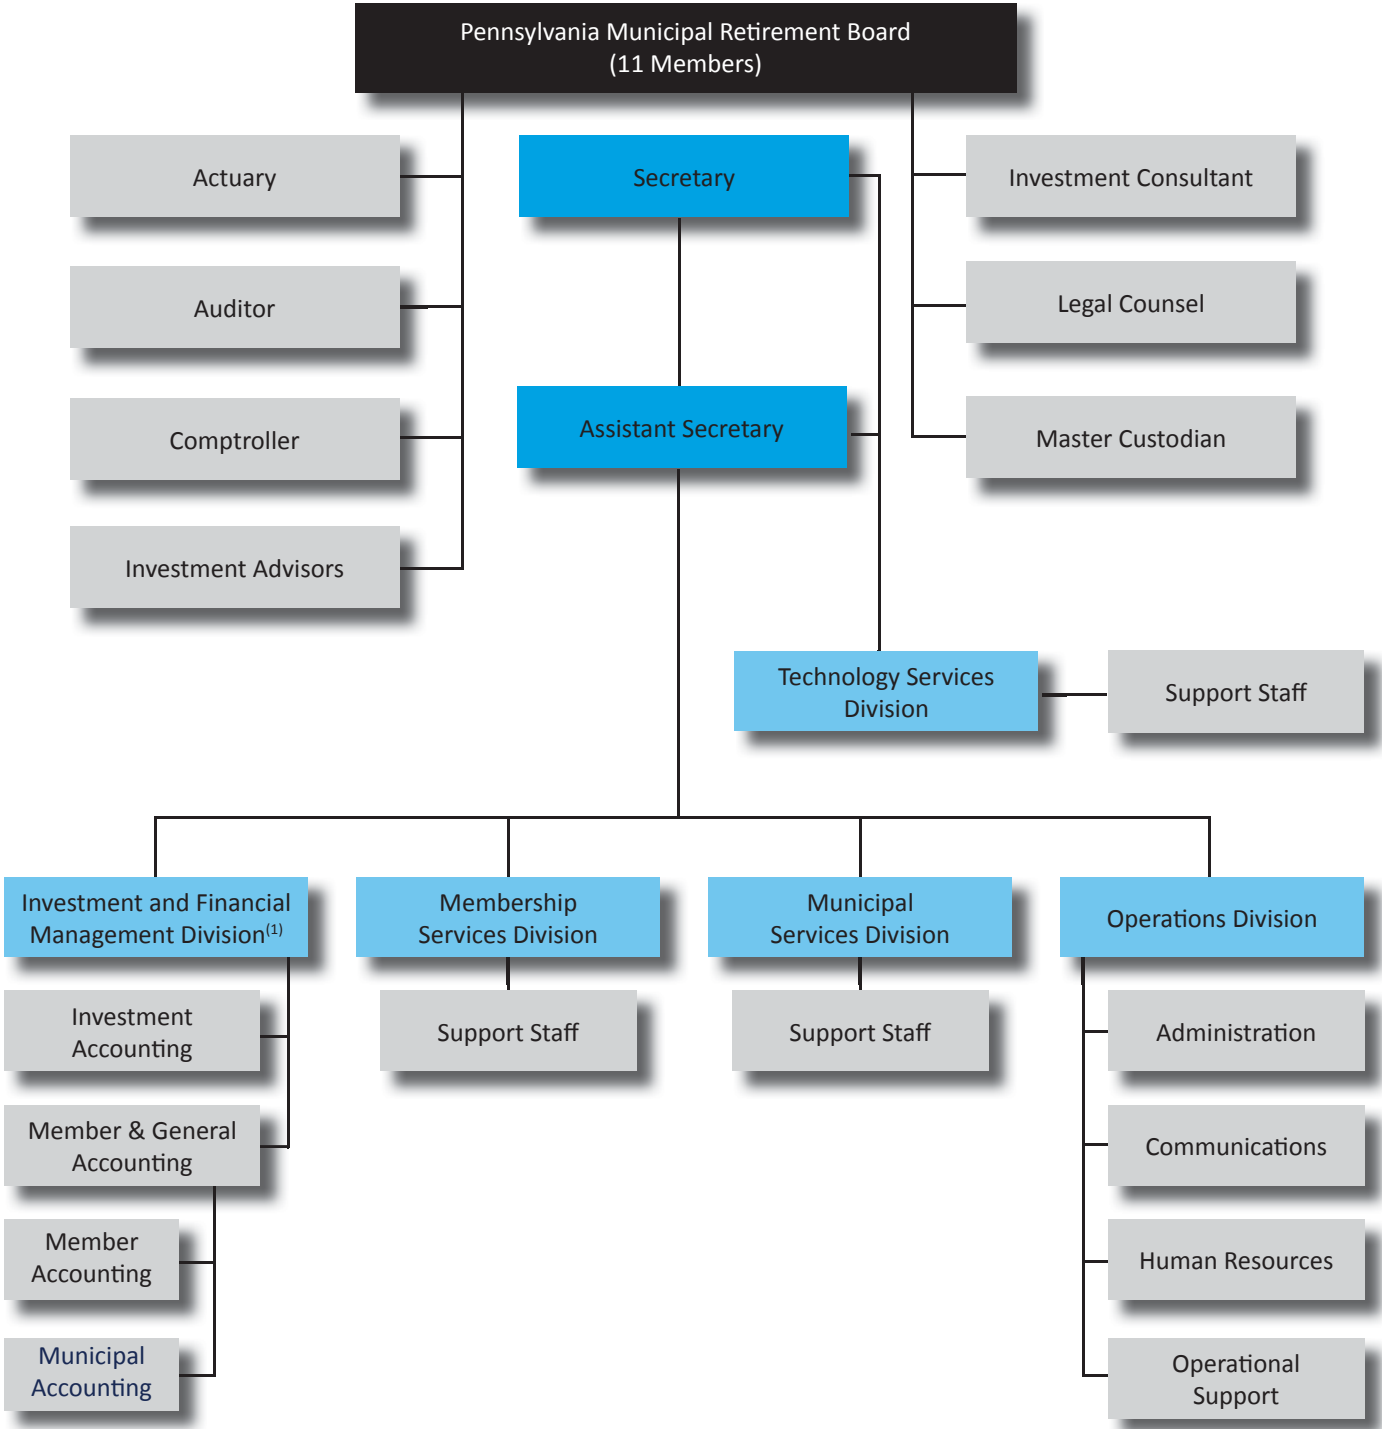 Pennsylvania Municipal Retirement Board
(11 Members)
Actuary
Secretary
Investment Consultant
Auditor
Legal Counsel
Comptroller
Assistant Secretary
Master Custodian
Investment Advisors
Technology Services
Division
Support Staff
Investment and Financial
Management Division(1)
Membership
Services Division
Municipal
Services Division
Operations Division
Investment
Accounting
Support Staff
Support Staff
Administration
Member & General
Accounting
Communications
Member
Accounting
Human Resources
Municipal
Accounting
Operational
Support